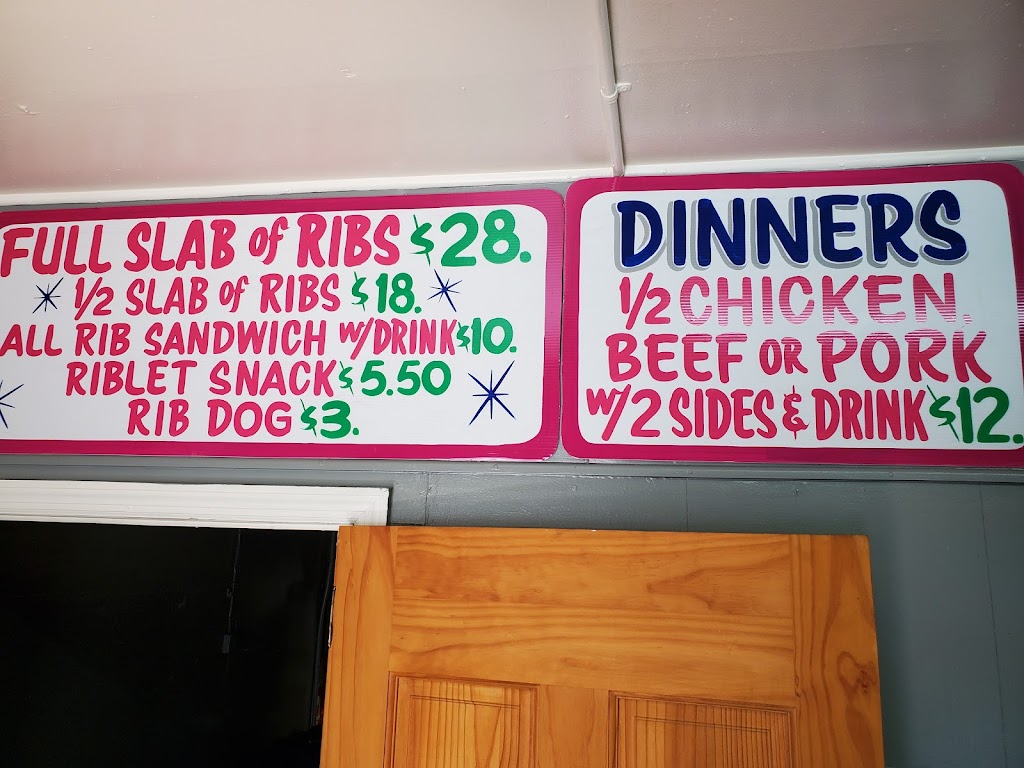 FULL SLAB of RIBS $28.
1/2 SLAB of RIBS $18.
ALL RIB SANDWICH W/DRINK $10.
RIBLET SNACK $5.50
RIB DOG $3.
DINNERS
1/2 CHICKEN,
BEEF OR PORK
W/2 SIDES & DRINK $12.